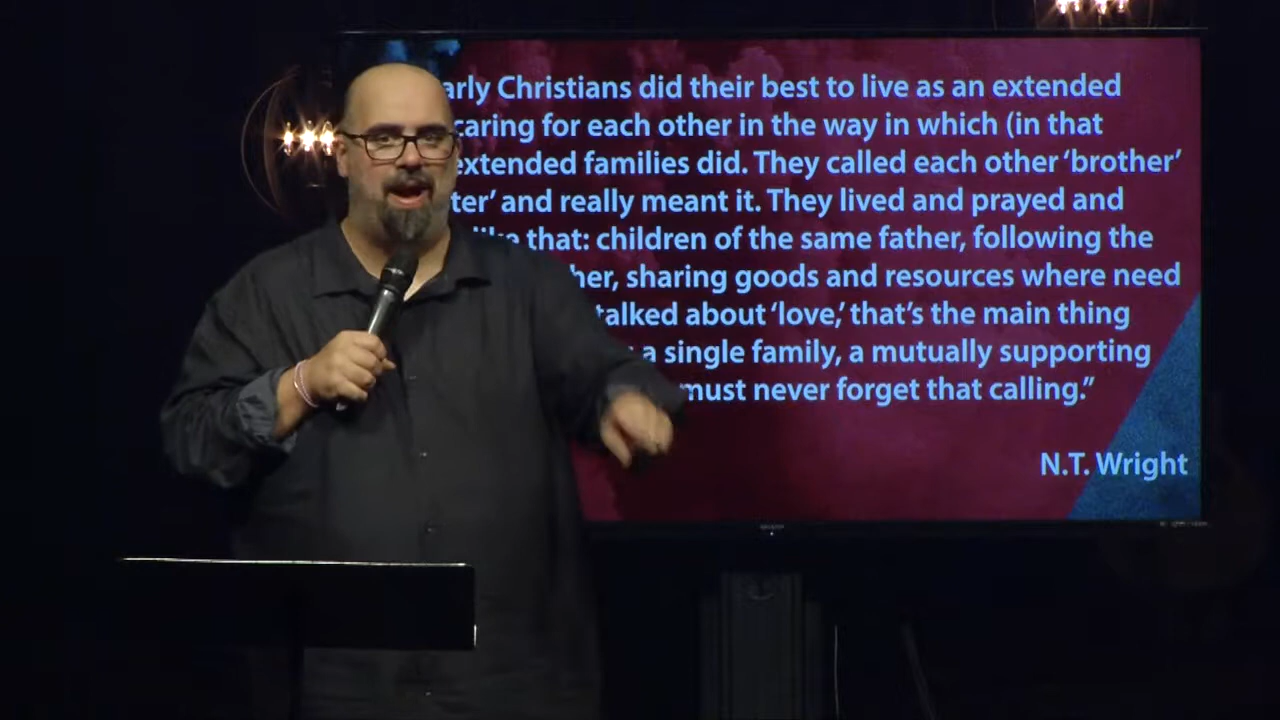 arly Christians did their best to live as an extended
caring for each other in the way in which (in that
extended families did. They called each other ‘brother’
ter’ and really meant it. They lived and prayed and
like that: children of the same father, following the
her, sharing goods and resources where need
talked about ‘love,’ that’s the main thing
a single family, a mutually supporting
must never forget that calling.”
N.T. Wright